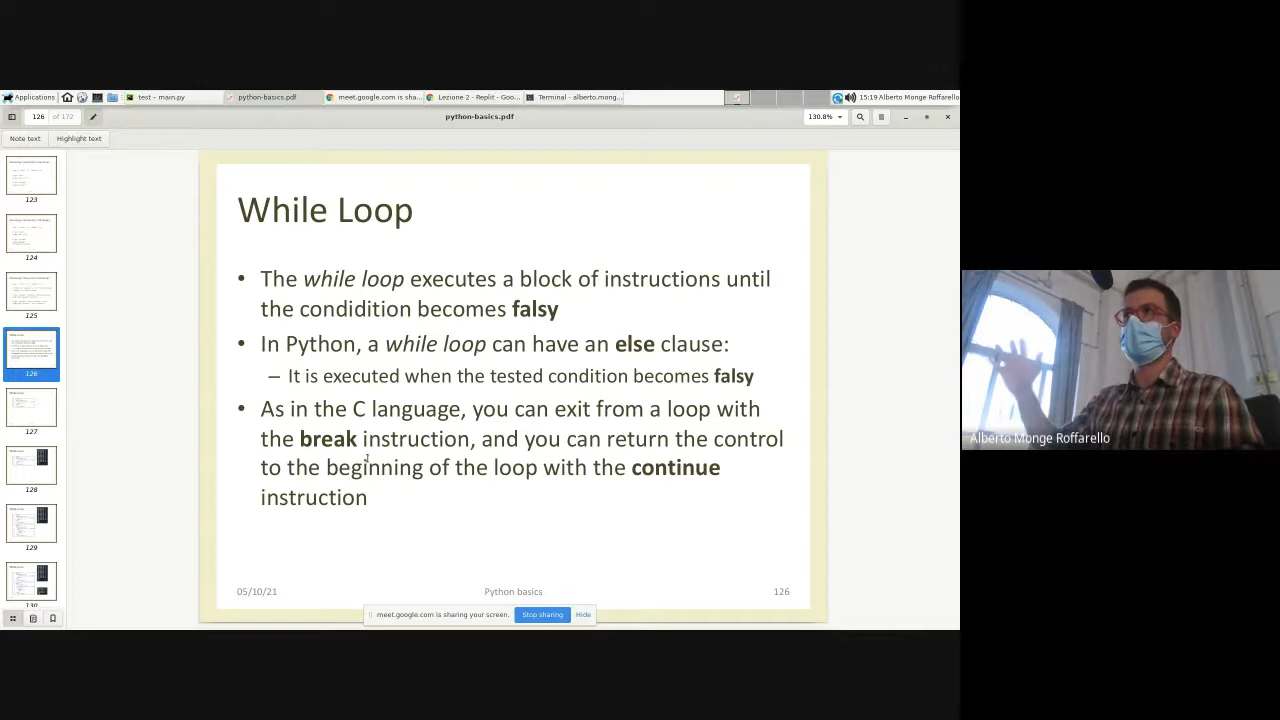 Applications
test – main.py
python-basics.pdf
meet.google.com is sha...
Lezione 2 - Replit - Goo...
Terminal - alberto.mong...
15:19 Alberto Monge Roffarello
126 of 172
python-basics.pdf
130.8%
Note text
Highlight text
123
124
125
126
127
128
129
130
While Loop
• The while loop executes a block of instructions until
the condidition becomes falsy
• In Python, a while loop can have an else clause:
– It is executed when the tested condition becomes falsy
• As in the C language, you can exit from a loop with
the break instruction, and you can return the control
to the beginning of the loop with the continue
instruction
05/10/21
Python basics
126
meet.google.com is sharing your screen.
Stop sharing
Hide
Alberto Monge Roffarello